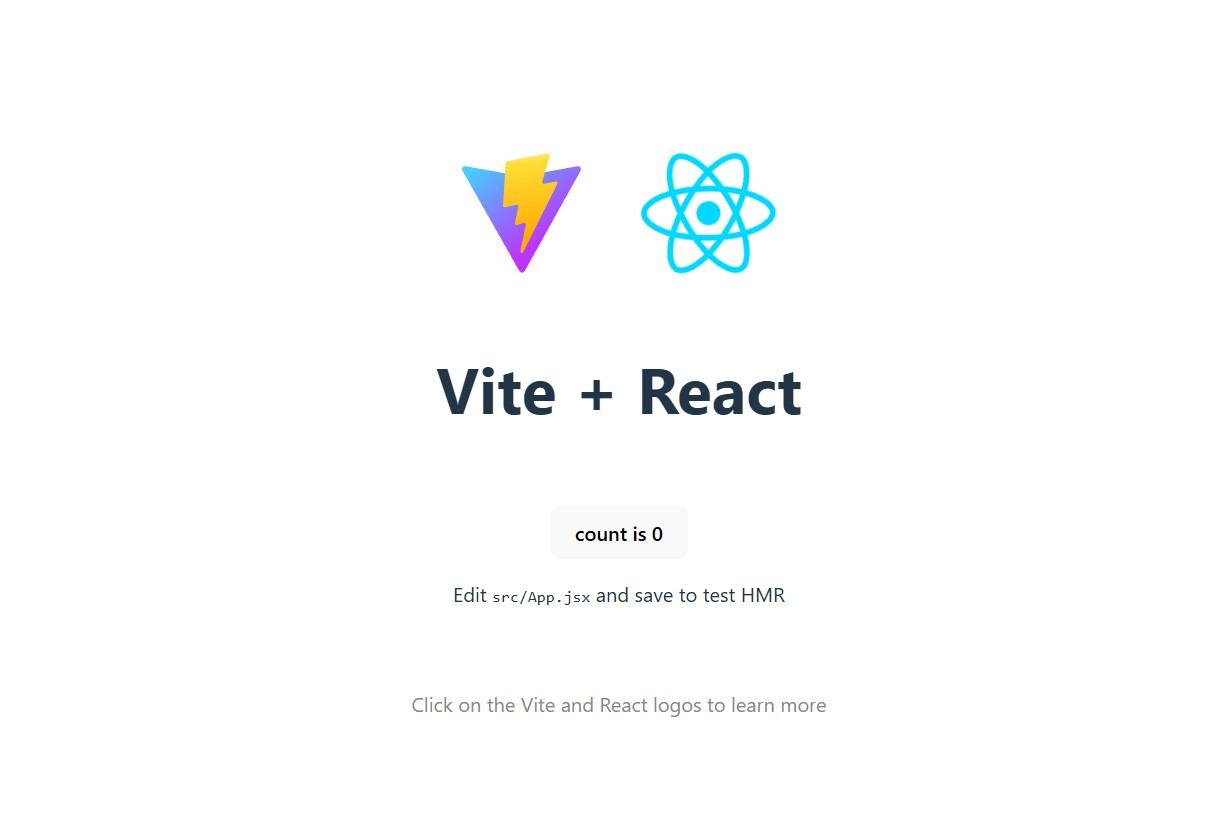 Vite + React
count is 0
Edit src/App.jsx and save to test HMR
Click on the Vite and React logos to learn more